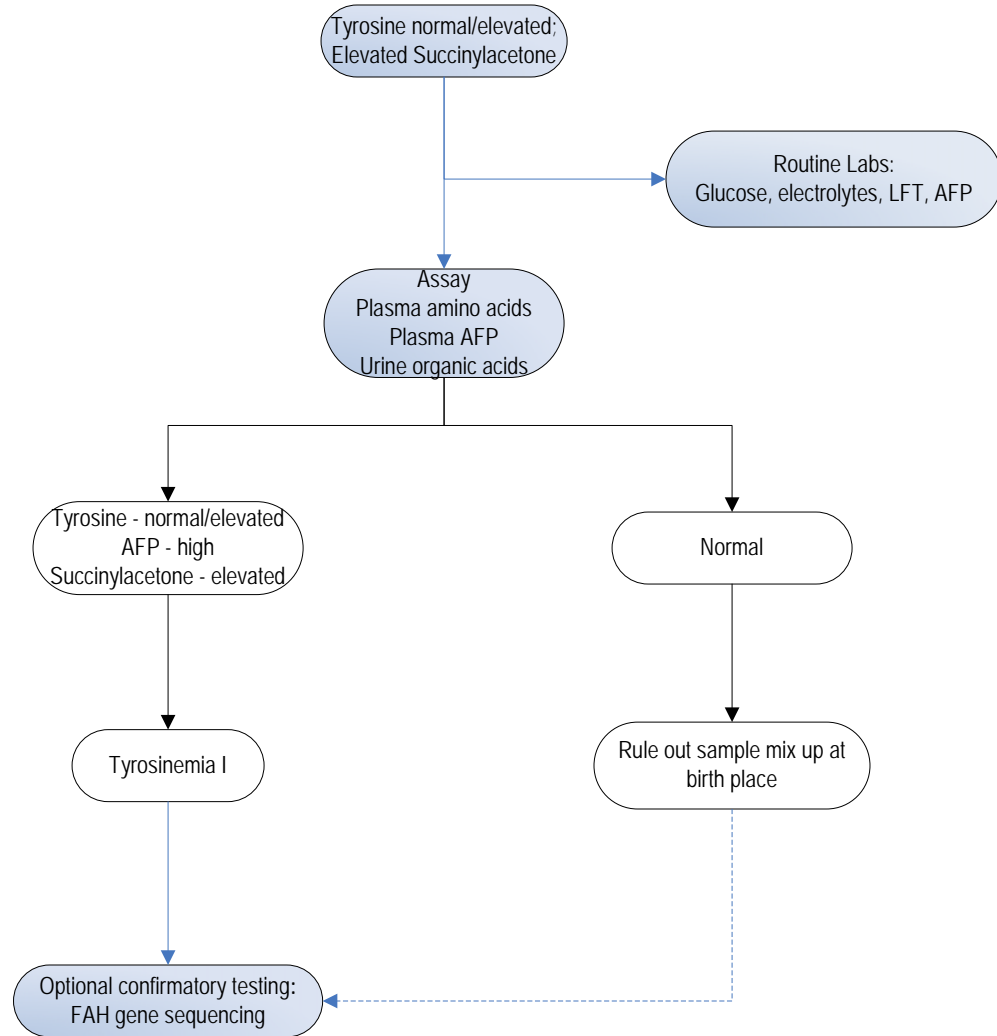 Tyrosine normal/elevated;
Elevated Succinylacetone
Routine Labs:
Glucose, electrolytes, LFT, AFP
Assay
Plasma amino acids
Plasma AFP
Urine organic acids
Tyrosine - normal/elevated
AFP - high
Succinylacetone - elevated
Normal
Tyrosinemia I
Rule out sample mix up at
birth place
Optional confirmatory testing:
FAH gene sequencing